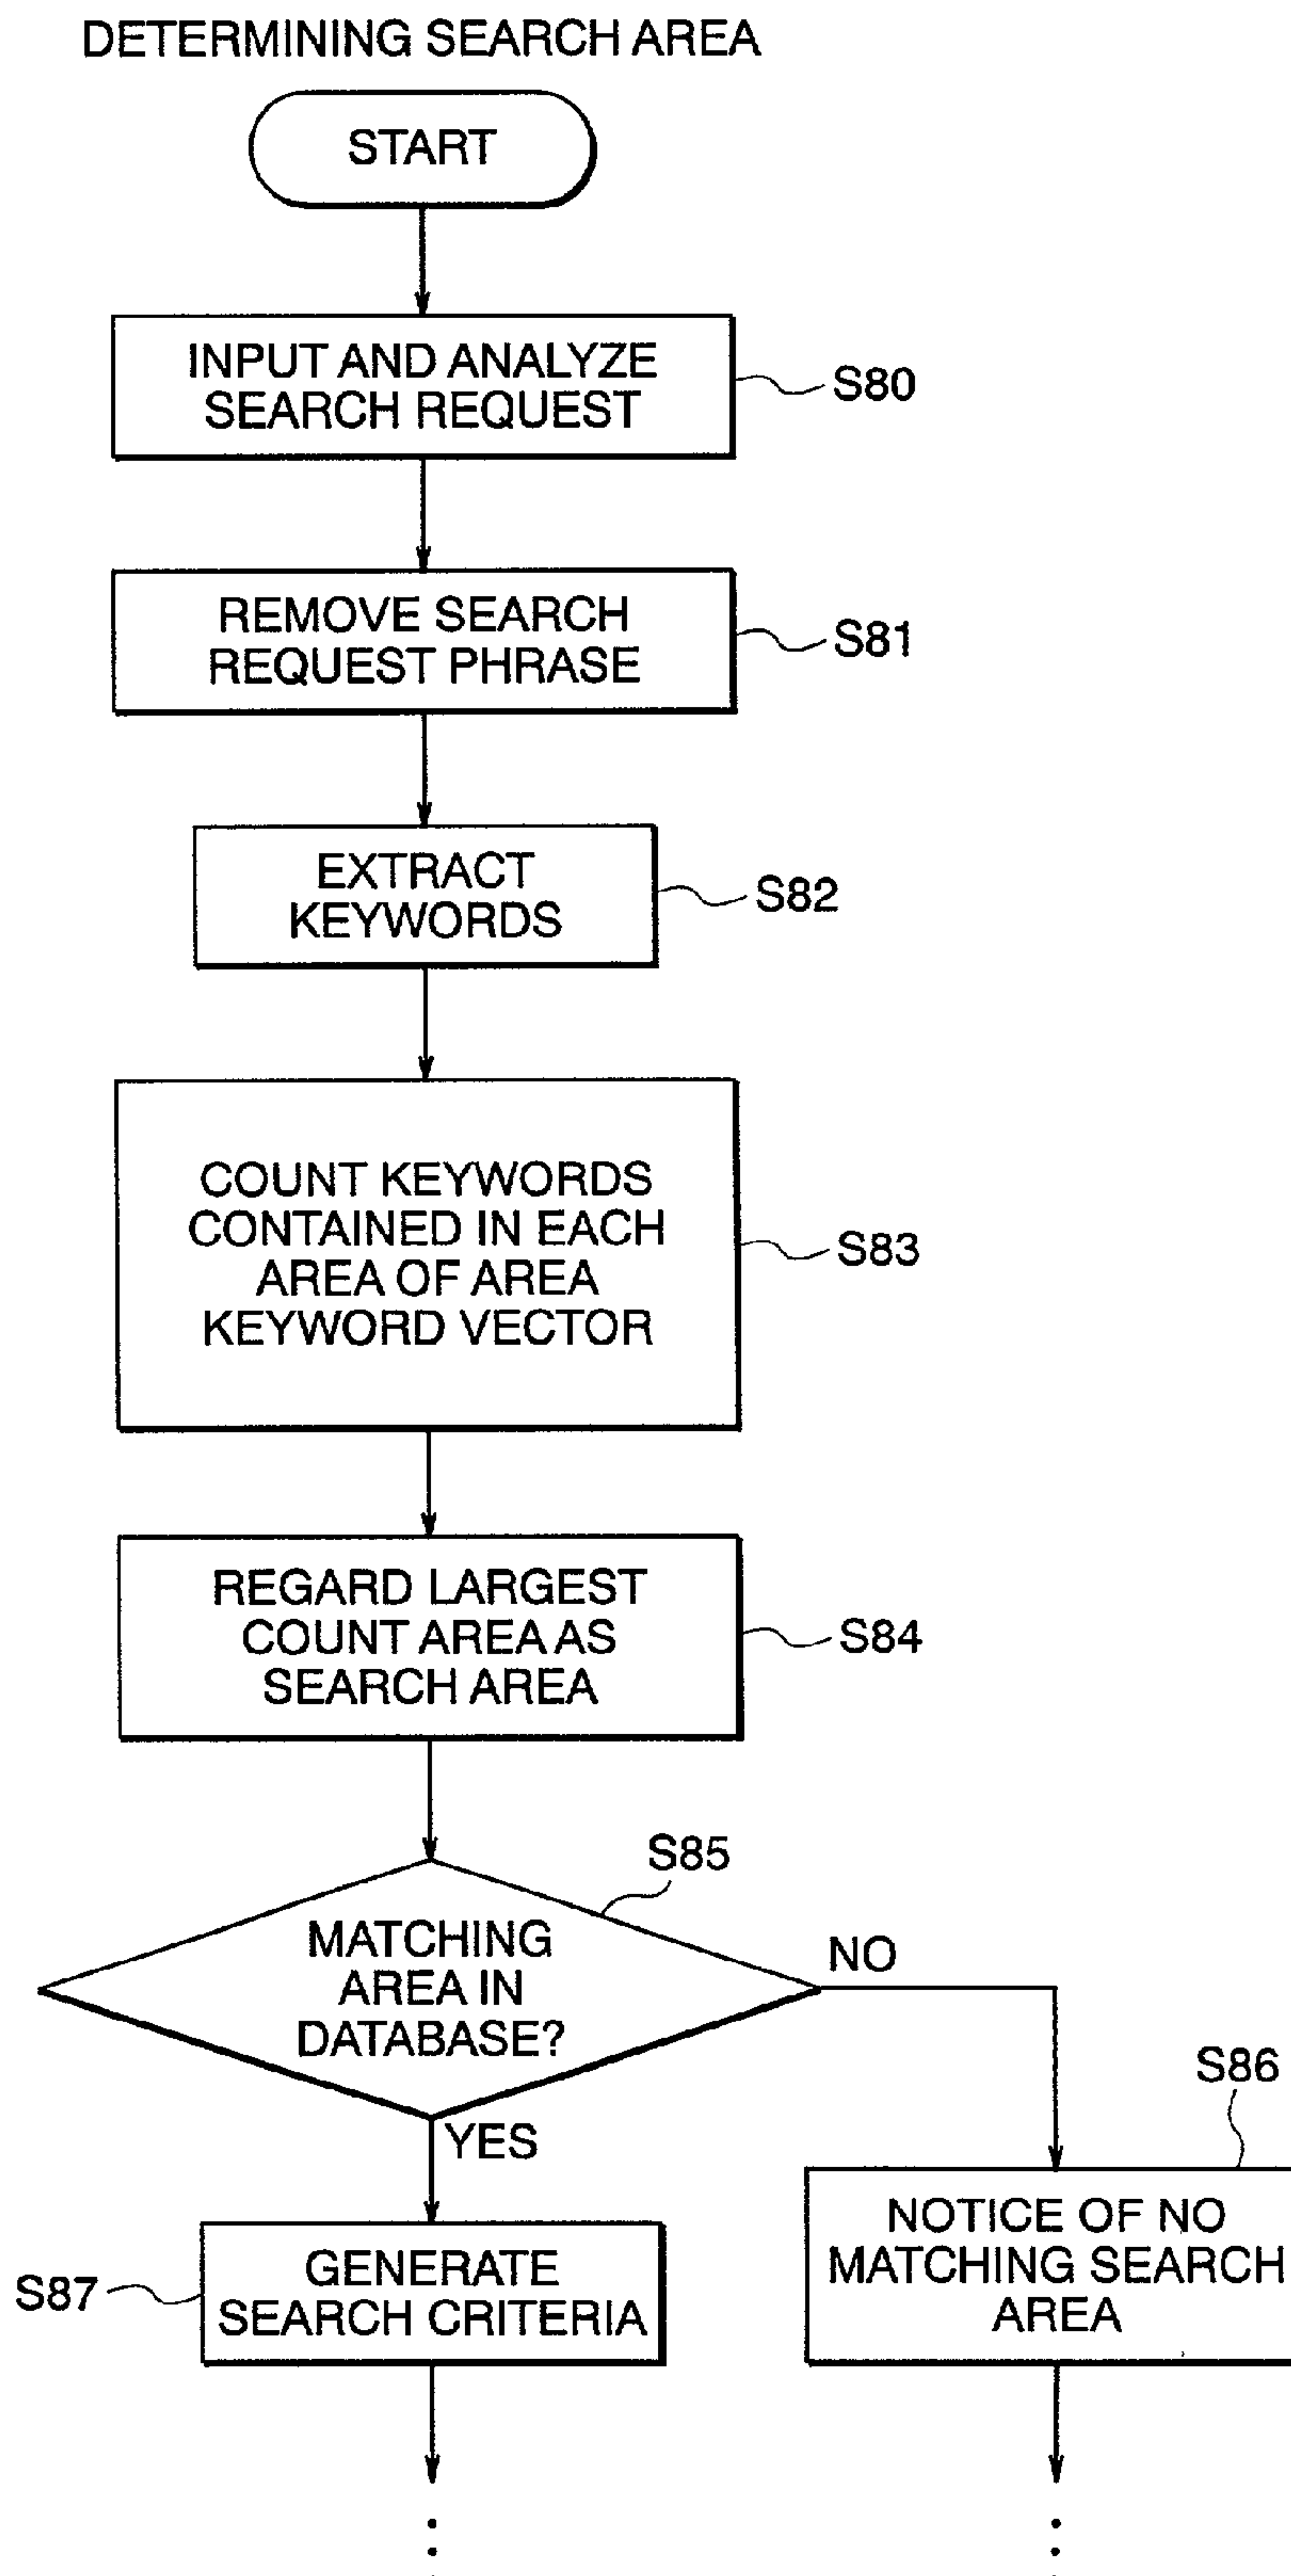 DETERMINING SEARCH AREA
START
INPUT AND ANALYZE
SEARCH REQUEST
S80
REMOVE SEARCH
REQUEST PHRASE
S81
EXTRACT
KEYWORDS
S82
COUNT KEYWORDS
CONTAINED IN EACH
AREA OF AREA
KEYWORD VECTOR
S83
REGARD LARGEST
COUNT AREA AS
SEARCH AREA
S84
S85
MATCHING
AREA IN
DATABASE?
NO
YES
S86
NOTICE OF NO
MATCHING SEARCH
AREA
S87
GENERATE
SEARCH CRITERIA